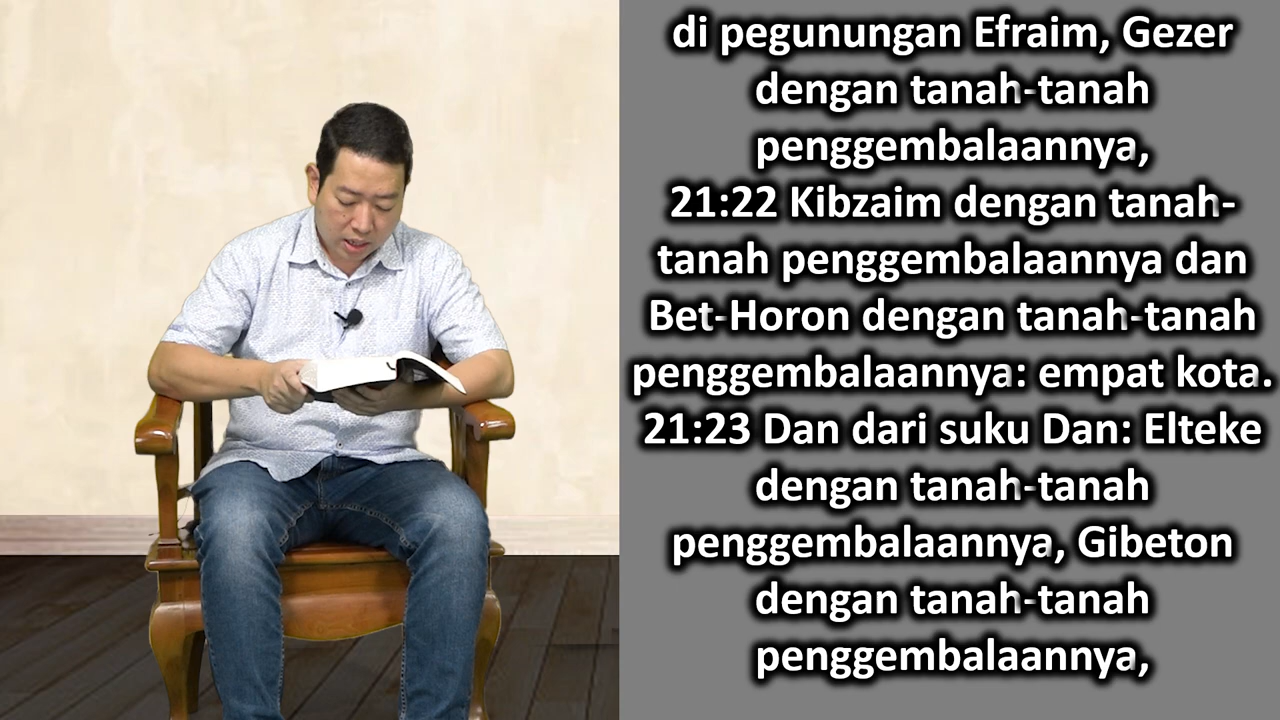 di pegunungan Efraim, Gezer
dengan tanah-tanah
penggembalaannya,
21:22 Kibzaim dengan tanah-
tanah penggembalaannya dan
Bet-Horon dengan tanah-tanah
penggembalaannya: empat kota.
21:23 Dan dari suku Dan: Elteke
dengan tanah-tanah
penggembalaannya, Gibeton
dengan tanah-tanah
penggembalaannya,